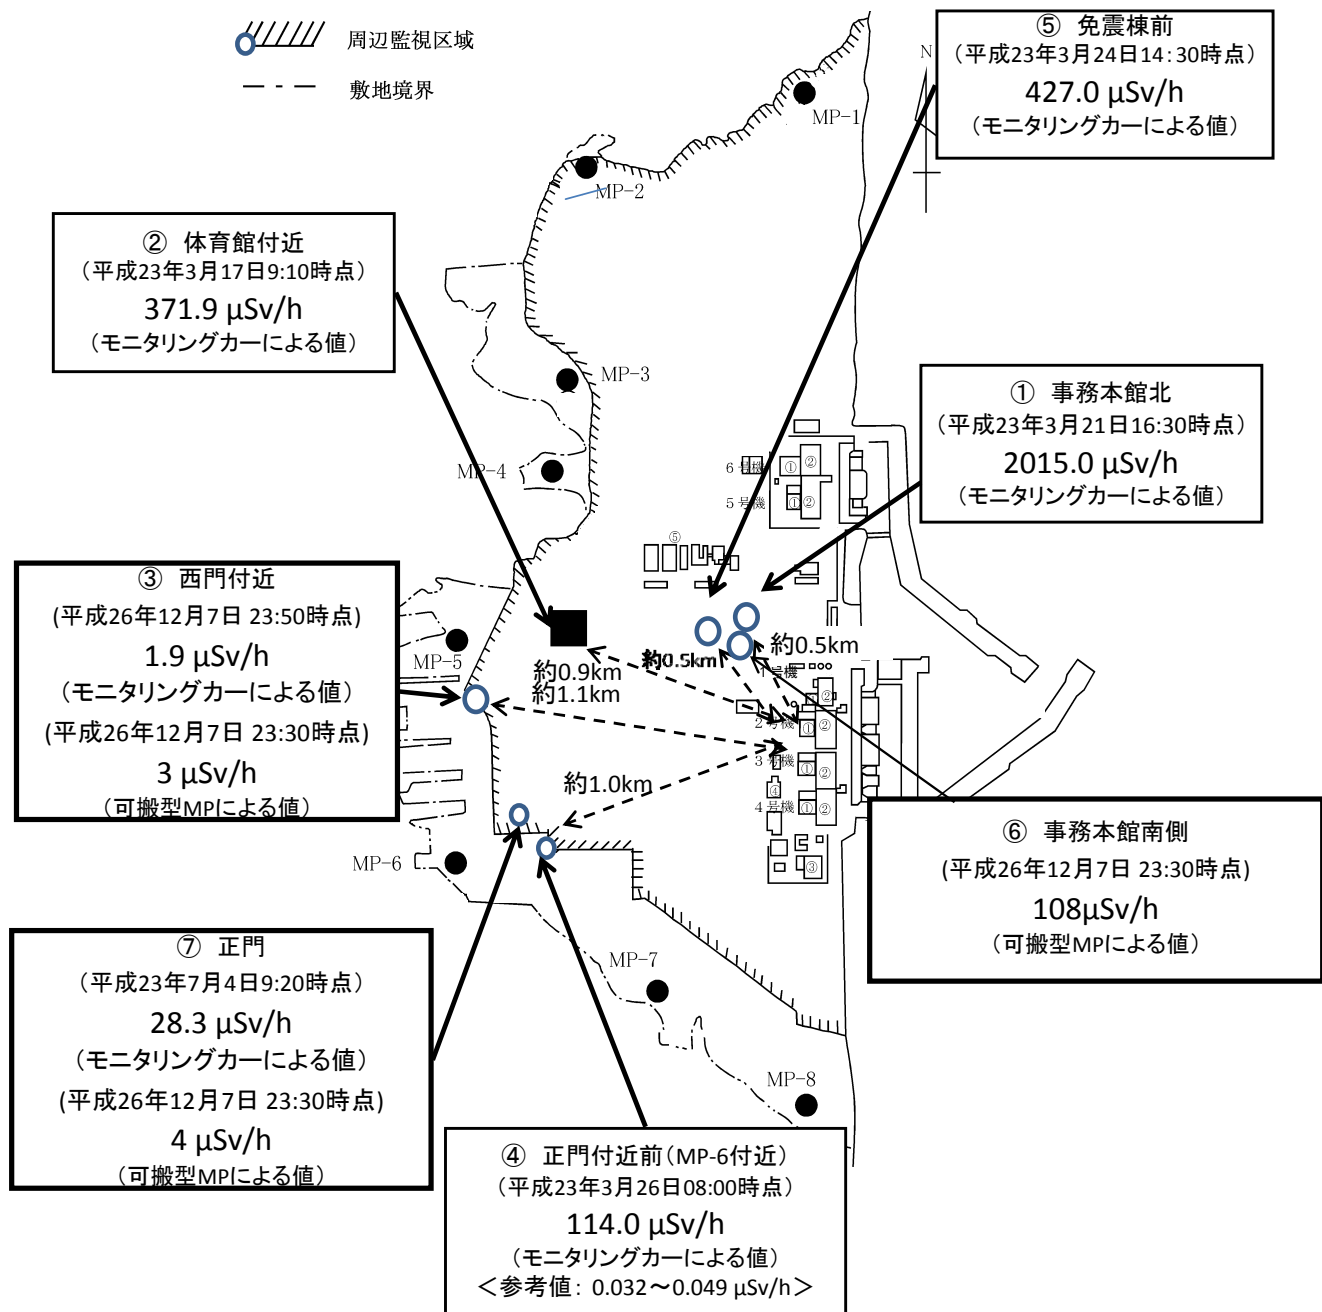 周辺監視区域
敷地境界
⑤ 免震棟前
（平成23年3月24日14:30時点）
427.0 μSv/h
（モニタリングカーによる値）
N
MP-1
MP-2
② 体育館付近
（平成23年3月17日9:10時点）
371.9 μSv/h
（モニタリングカーによる値）
MP-3
① 事務本館北
（平成23年3月21日16:30時点）
2015.0 μSv/h
（モニタリングカーによる値）
MP-4
6号機
① ②
5号機
① ②
⑤
③ 西門付近
(平成26年12月7日 23:50時点)
1.9 μSv/h
（モニタリングカーによる値）
(平成26年12月7日 23:30時点)
3 μSv/h
（可搬型MPによる値）
MP-5
約0.5km
約0.5km
約0.9km
約1.1km
1号機
②
2号機
① ②
3号機
① ②
約1.0km
④
4号機
① ②
③
MP-6
⑥ 事務本館南側
(平成26年12月7日 23:30時点)
108μSv/h
（可搬型MPによる値）
⑦ 正門
（平成23年7月4日9:20時点）
28.3 μSv/h
（モニタリングカーによる値）
(平成26年12月7日 23:30時点)
4 μSv/h
（可搬型MPによる値）
MP-7
MP-8
④ 正門付近前（MP-6付近）
（平成23年3月26日08:00時点）
114.0 μSv/h
（モニタリングカーによる値）
＜参考値： 0.032～0.049 μSv/h＞